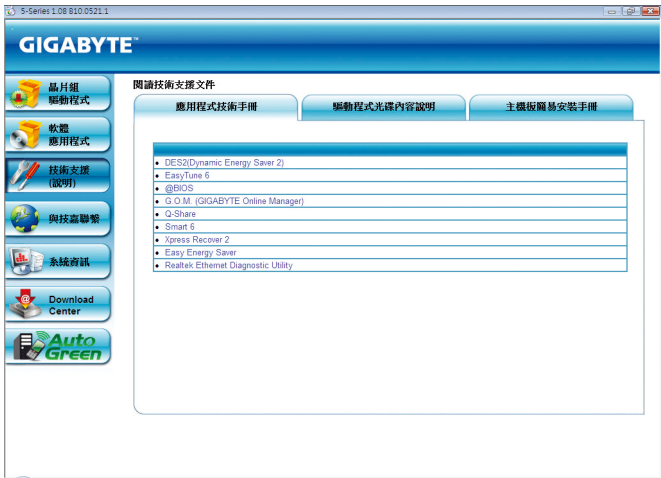 5-Series 1.08 B10.0521.1
GIGABYTE™
晶片組
驅動程式
軟體
應用程式
技術支援
(說明)
與技嘉聯繫
系統資訊
Download
Center
Auto
Green
閱讀技術支援文件
應用程式技術手冊
驅動程式光碟內容說明
主機板簡易安裝手冊
DES2(Dynamic Energy Saver 2)
EasyTune 6
@BIOS
G.O.M. (GIGABYTE Online Manager)
Q-Share
Smart 6
Xpress Recover 2
Easy Energy Saver
Realtek Ethernet Diagnostic Utility